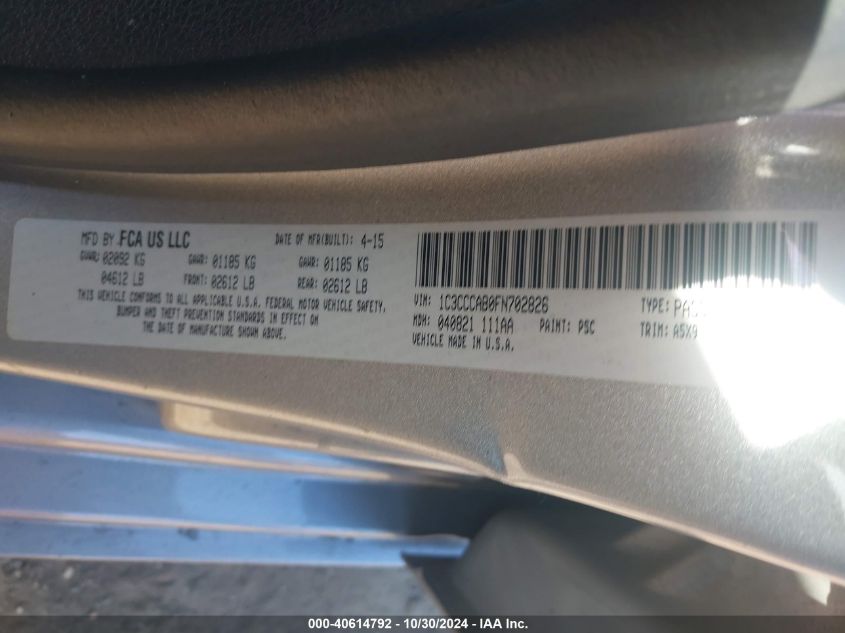 MFD BY FCA US LLC DATE OF MFR(BUILT): 4-15
GVWR: 02092 KG GAWR: 01185 KG GAWR: 01185 KG
04612 LB FRONT: 02612 LB REAR: 02612 LB
THIS VEHICLE CONFORMS TO ALL APPLICABLE U.S.A. FEDERAL MOTOR VEHICLE SAFETY,
BUMPER AND THEFT PREVENTION STANDARDS IN EFFECT ON
THE DATE OF MANUFACTURE SHOWN ABOVE.
VIN: 1C3CCCAB0FN702826 TYPE:
MDH: 040821 111AA PAINT: PSC TRIM: A5X9
VEHICLE MADE IN U.S.A.
000-40614792 - 10/30/2024 - IAA Inc.